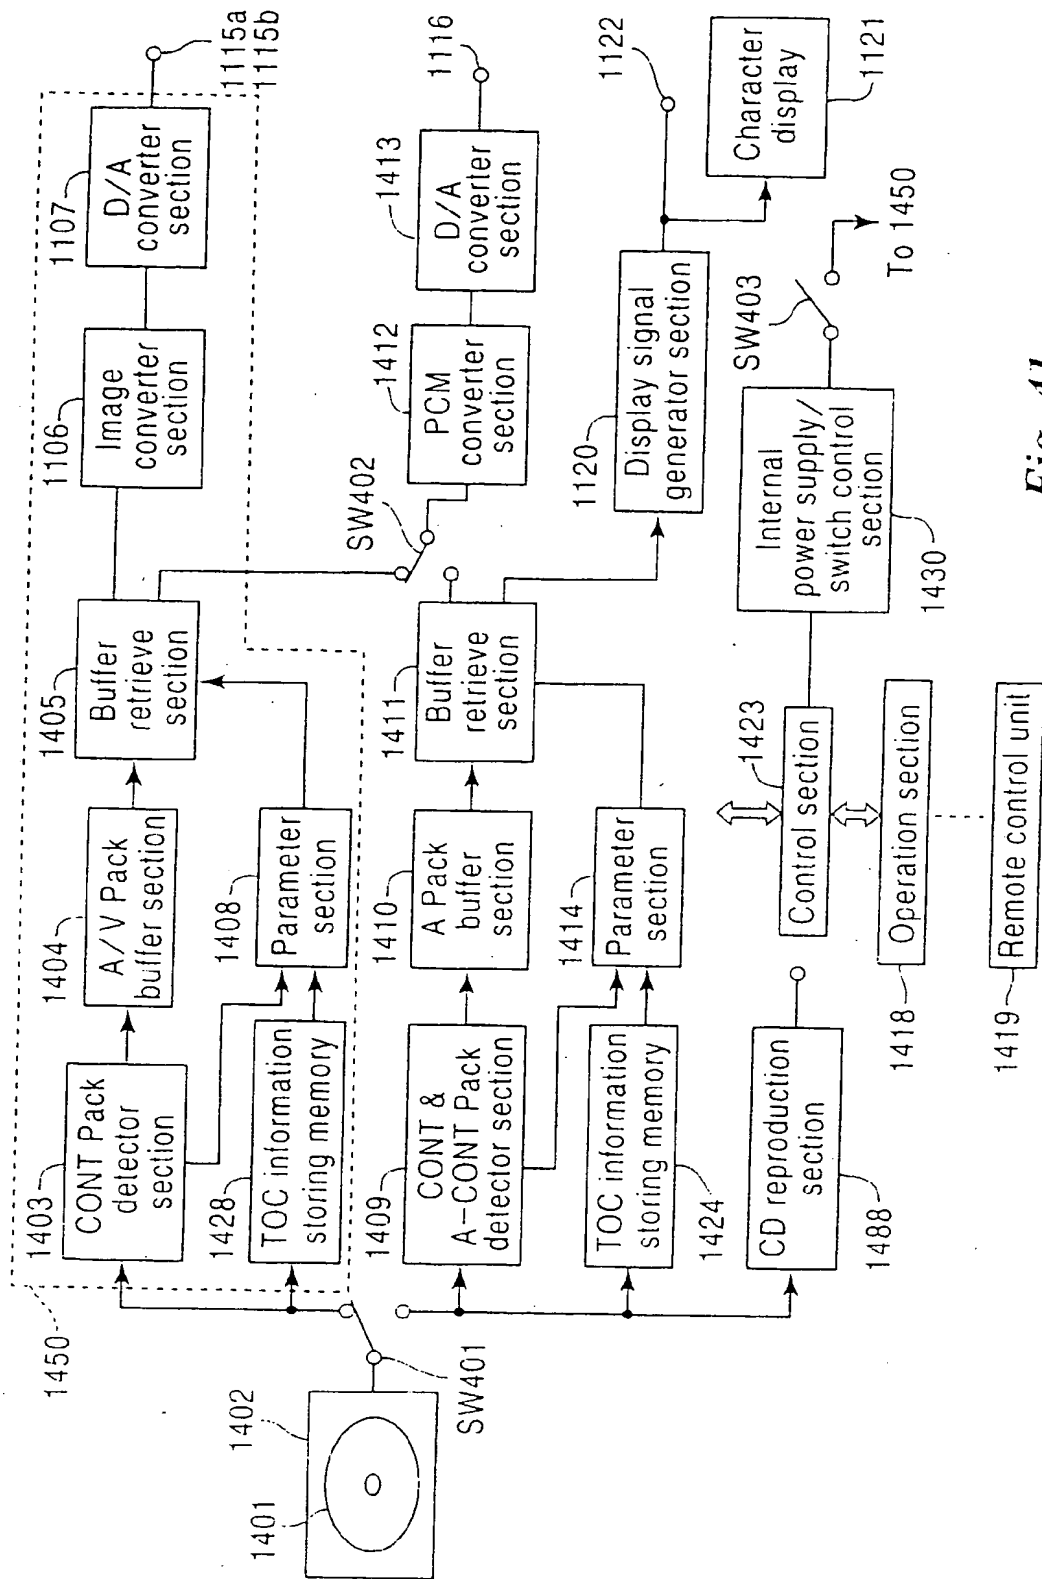 1115a
1115b
1107
D/A
converter
section
1106
Image
converter
section
1405
Buffer
retrieve
section
1404
A/V Pack
buffer section
1403
CONT Pack
detector
section
1408
Parameter
section
1428
TOC information
storing memory
1450
1402
1401
SW401
1116
1413
D/A
converter
section
1412
PCM
converter
section
SW402
1411
Buffer
retrieve
section
1410
A Pack
buffer
section
1409
CONT &
A-CONT Pack
detector section
1414
Parameter
section
TOC information
storing memory
1424
CD reproduction
section
1488
1122
1121
Character
display
1120
Display signal
generator section
To 1450
SW403
Internal
power supply/
switch control
section
1430
1423
Control section
Operation section
1418
Remote control unit
1419